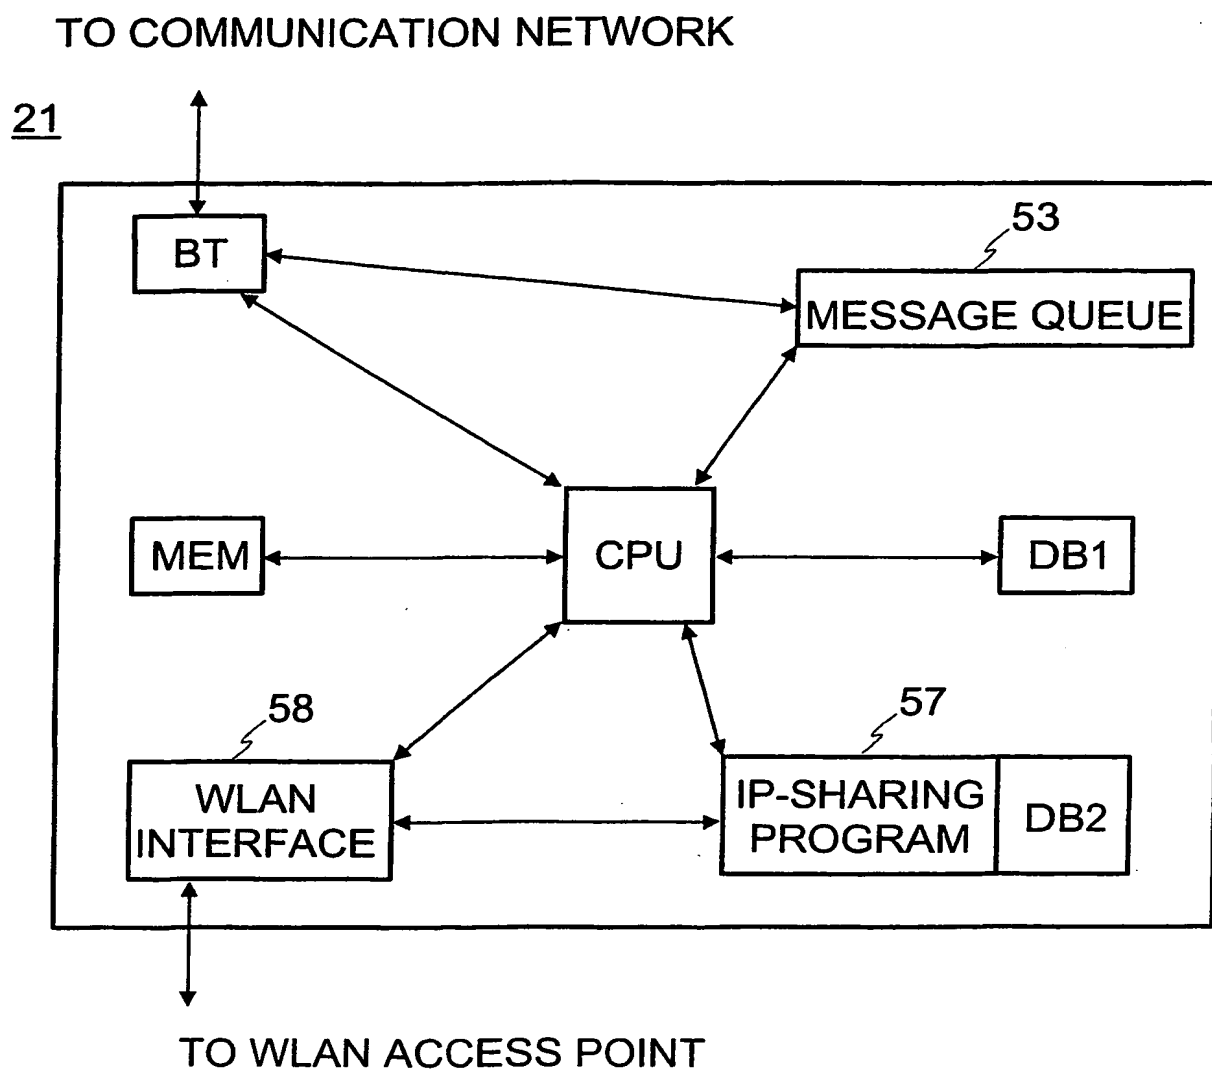 TO COMMUNICATION NETWORK
21
BT
53
MESSAGE QUEUE
MEM
CPU
DB1
58
57
WLAN
INTERFACE
IP-SHARING
PROGRAM
DB2
TO WLAN ACCESS POINT